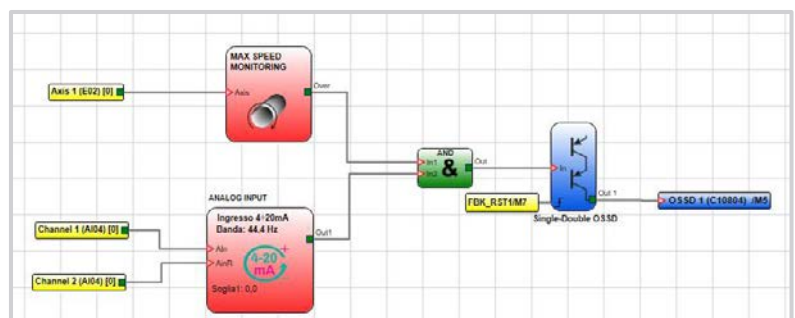 MAX SPEED
MONITORING
Axis 1 (E02) [0]
Axis
Over
AND
&
In1
In2
Out
In
FBK_RST1/M7
F
Out 1
Single-Double OSSD
OSSD 1 (C10804) /M5
ANALOG INPUT
Ingresso 4÷20mA
Banda: 44.4 Hz
Channel 1 (AI04) [0]
AIn
AinR
4-20
mA
Out1
Channel 2 (AI04) [0]
Soglia1: 0,0